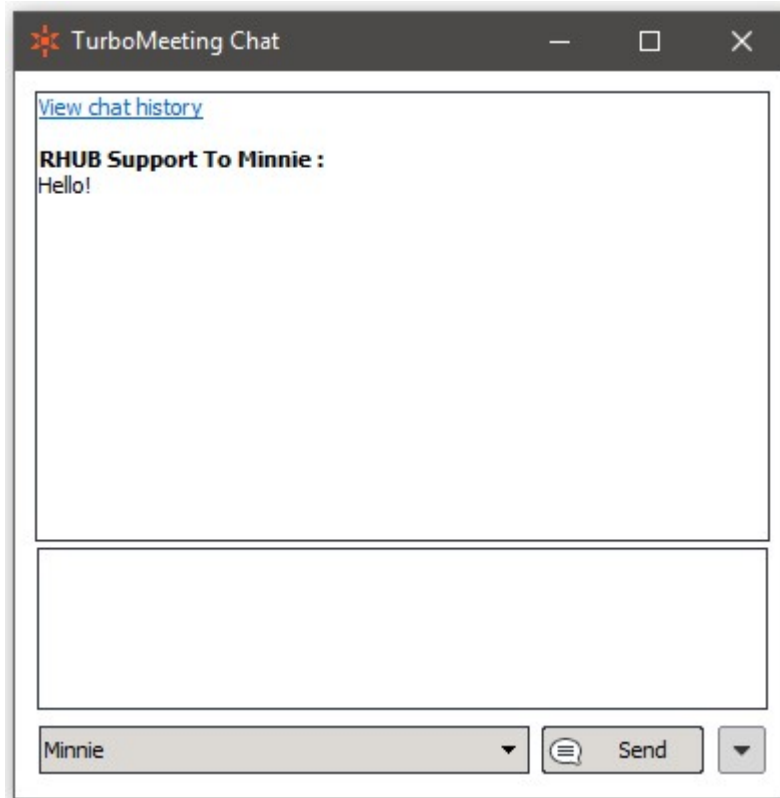 TurboMeeting Chat
View chat history
RHUB Support To Minnie :
Hello!
Minnie
Send